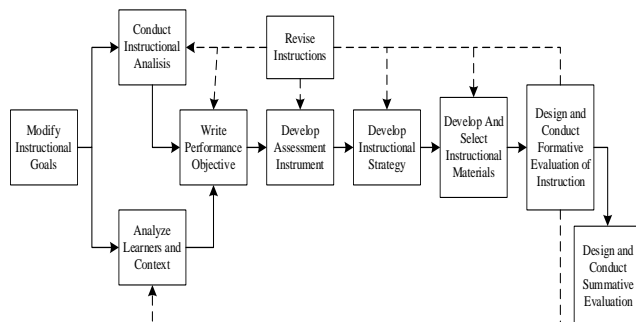 Conduct
Instructional
Analisis
Revise
Instructions
Modify
Instructional
Goals
Write
Performance
Objective
Develop
Assessment
Instrument
Develop
Instructional
Strategy
Develop And
Select
Instructional
Materials
Design and
Conduct
Formative
Evaluation of
Instruction
Analyze
Learners and
Context
Design and
Conduct
Summative
Evaluation